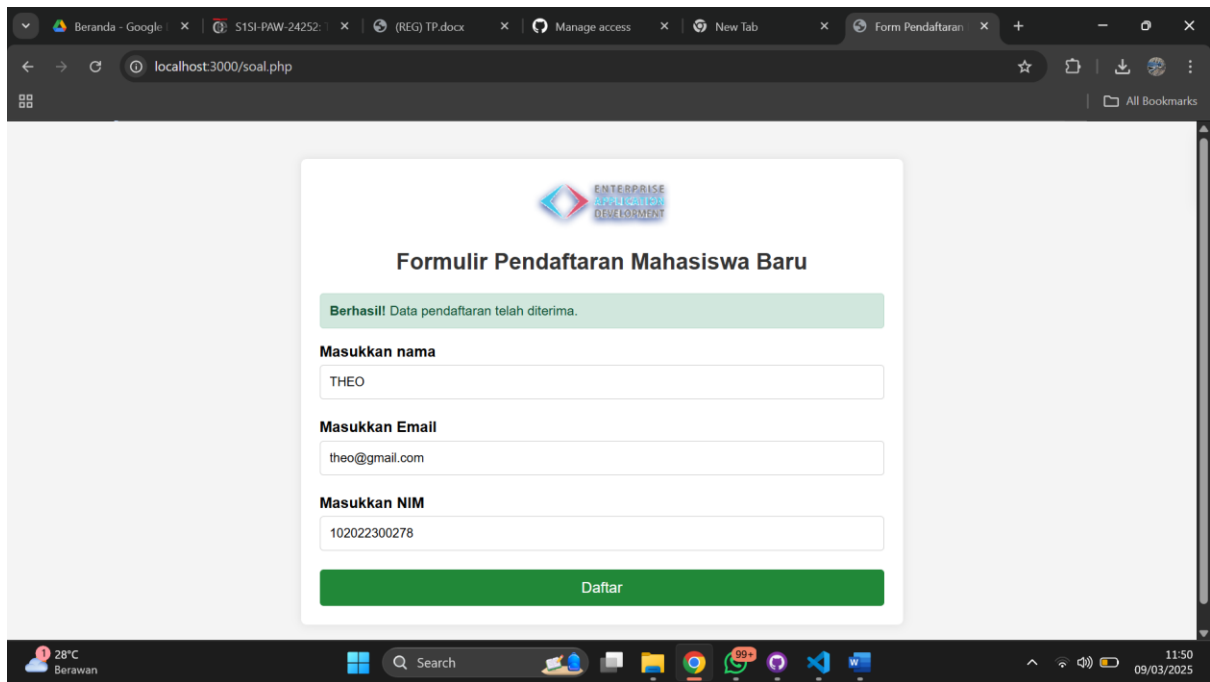 Beranda - Google
S1SI-PAW-24252:
(REG) TP.docx
Manage access
New Tab
Form Pendaftaran
localhost:3000/soal.php
All Bookmarks
ENTERPRISE
APPLICATION
DEVELOPMENT
Formulir Pendaftaran Mahasiswa Baru
Berhasil! Data pendaftaran telah diterima.
Masukkan nama
THEO
Masukkan Email
theo@gmail.com
Masukkan NIM
102022300278
Daftar
1
28°C
Berawan
Search
99+
11:50
09/03/2025